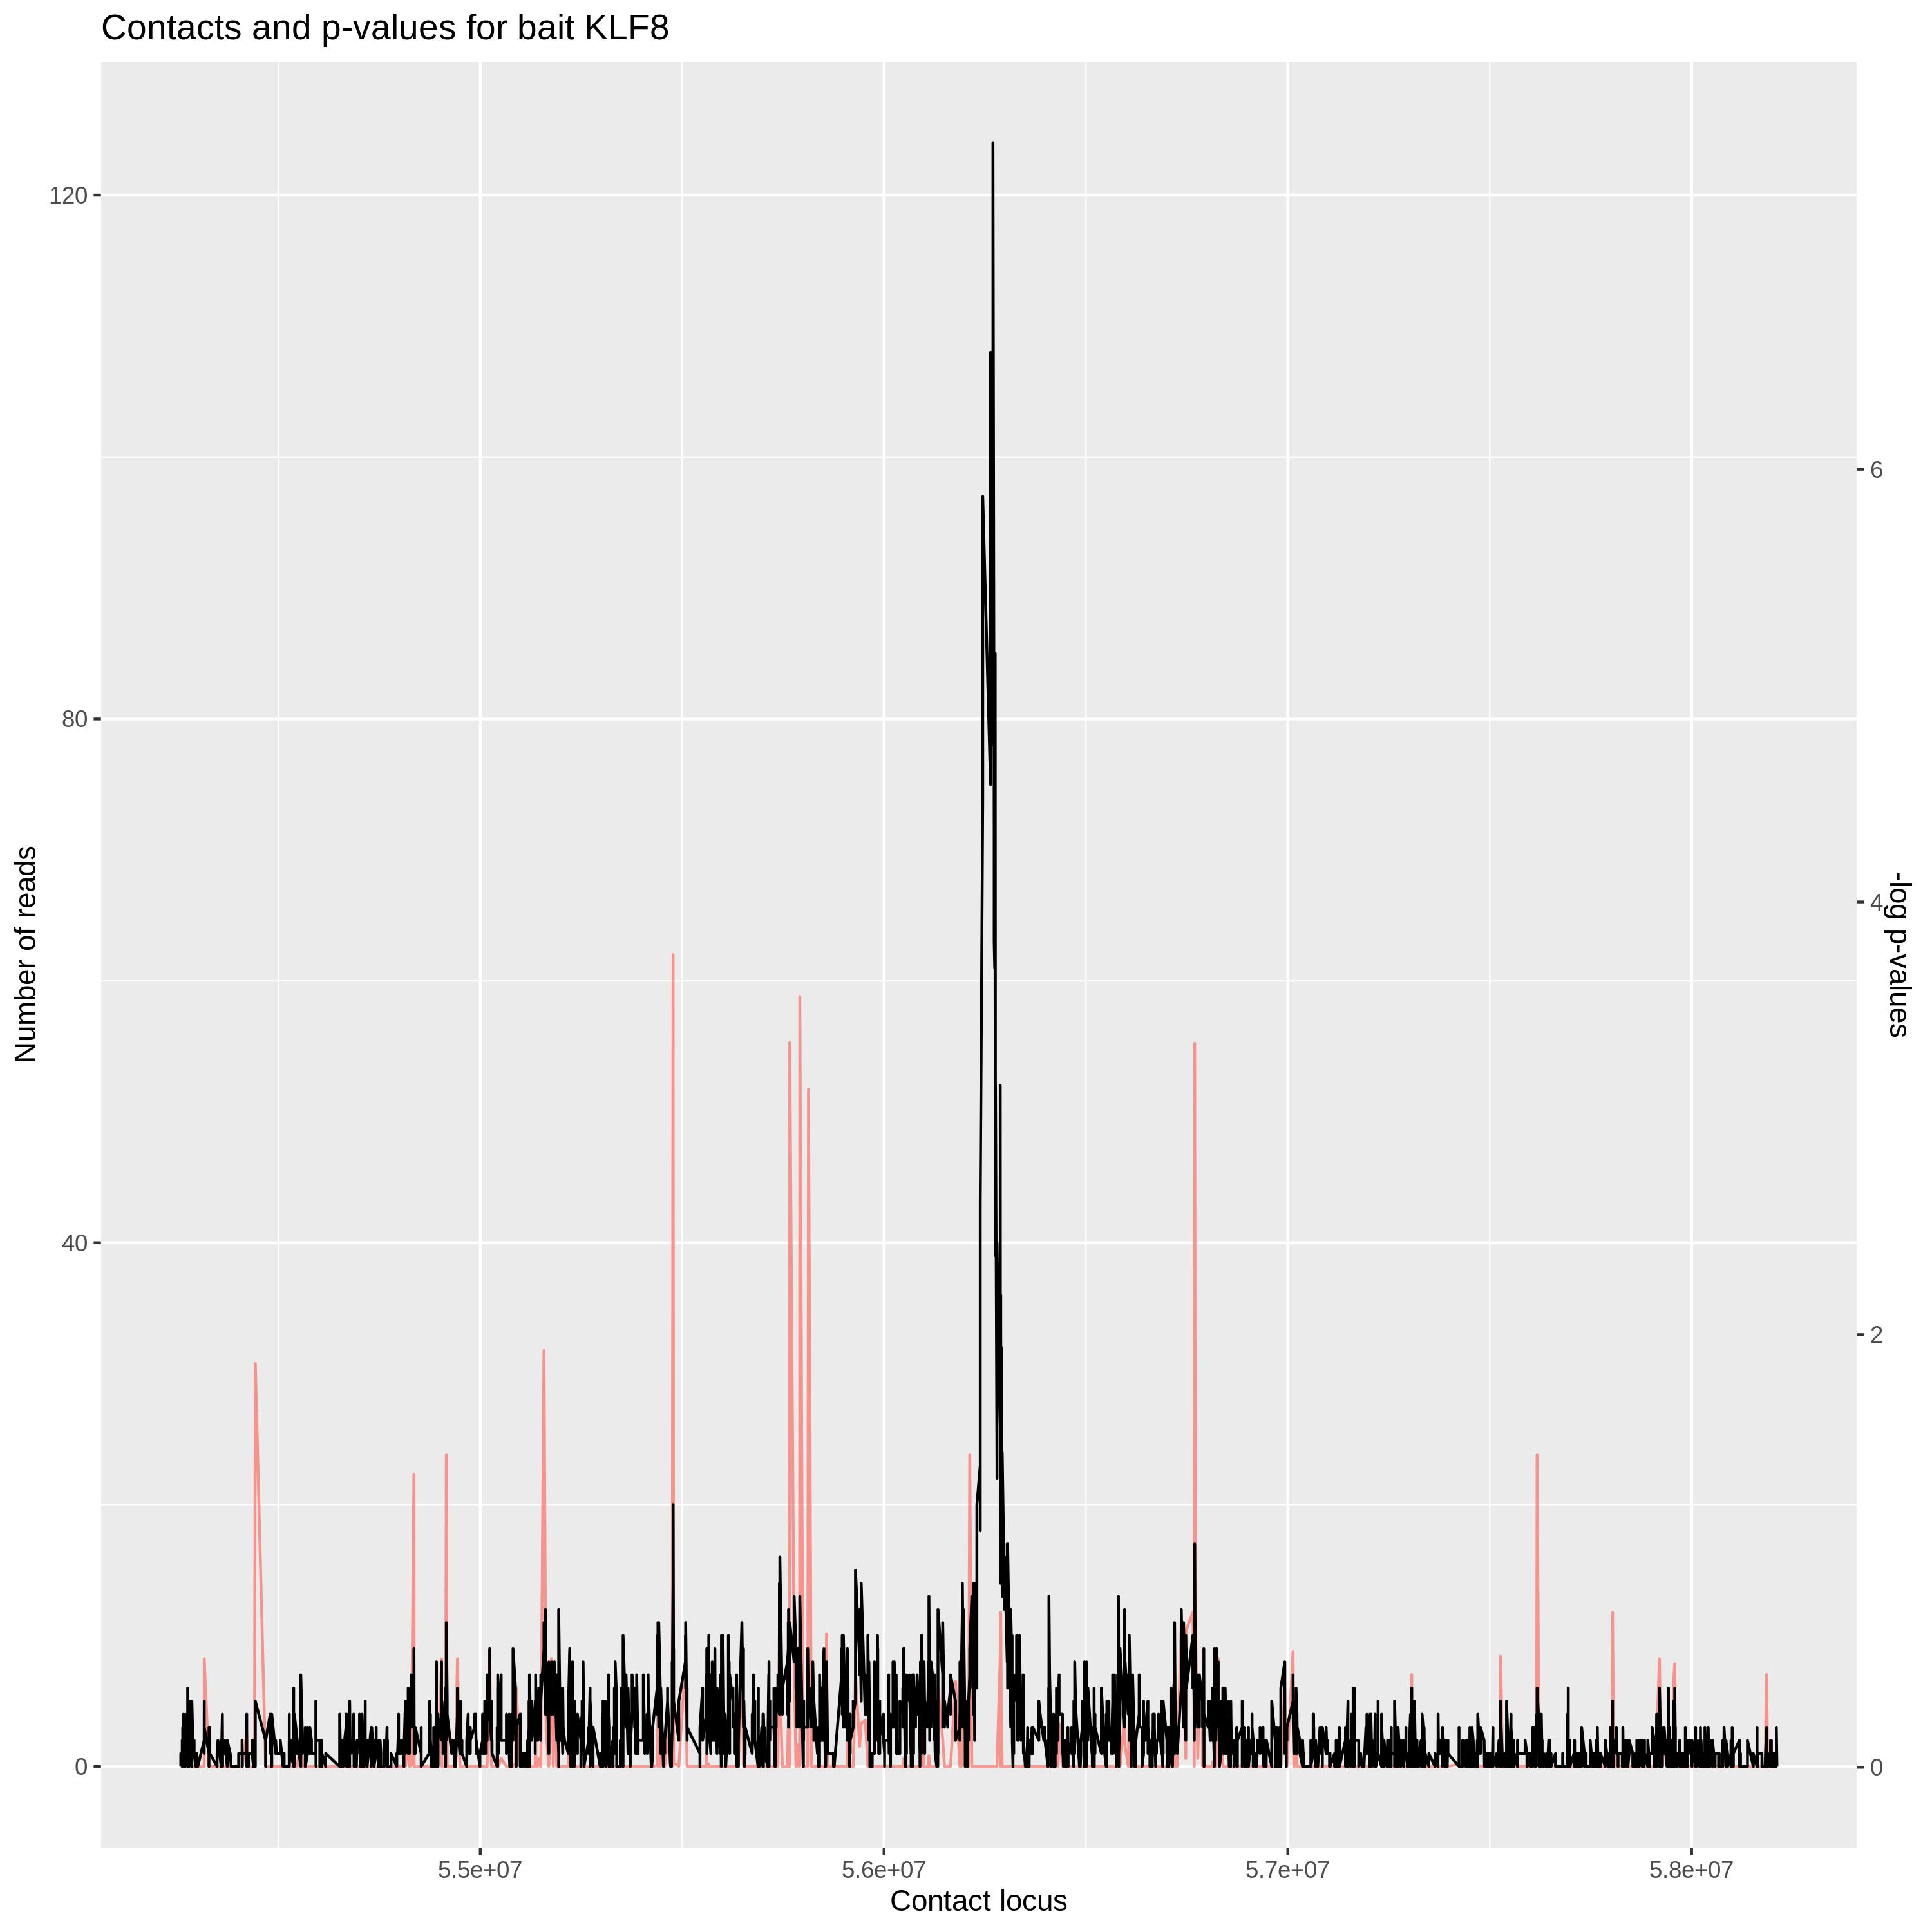 Contacts and p-values for bait KLF8
120
80
40
0
Number of reads
6
4
2
0
-log p-values
5.5e+07
5.6e+07
5.7e+07
5.8e+07
Contact locus